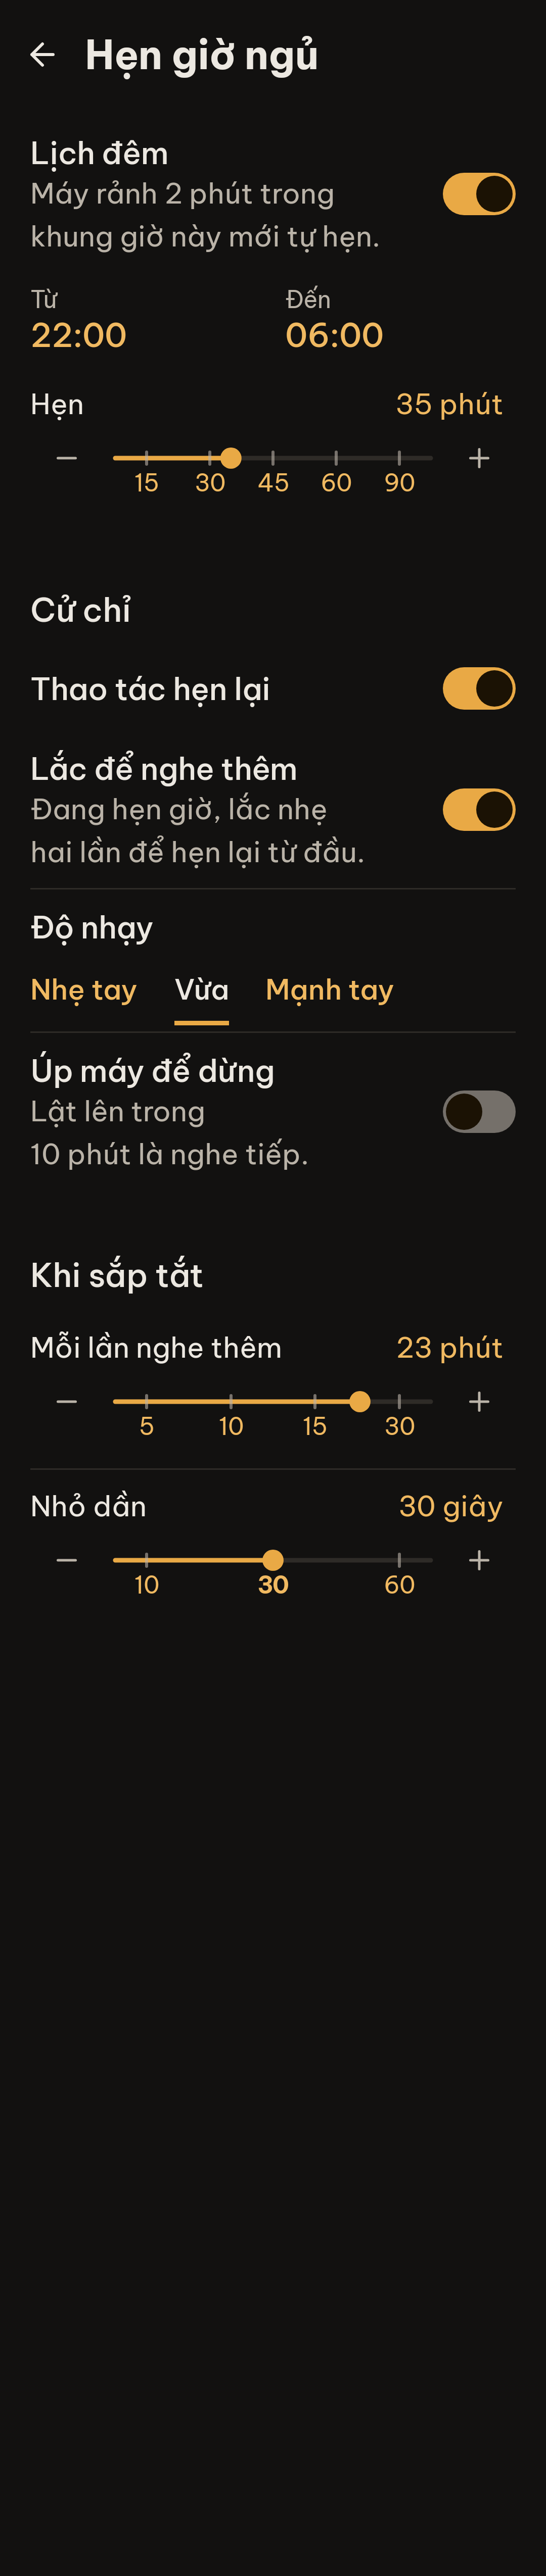 Hẹn giờ ngủ
Lịch đêm
Máy rảnh 2 phút trong
khung giờ này mới tự hẹn.
Từ
Đến
22:00
06:00
Hẹn
35 phút
15 30 45 60 90
Cử chỉ
Thao tác hẹn lại
Lắc để nghe thêm
Đang hẹn giờ, lắc nhẹ
hai lần để hẹn lại từ đầu.
Độ nhạy
Nhẹ tay Vừa Mạnh tay
Úp máy để dừng
Lật lên trong
10 phút là nghe tiếp.
Khi sắp tắt
Mỗi lần nghe thêm
23 phút
5 10 15 30
Nhỏ dần
30 giây
10 30 60